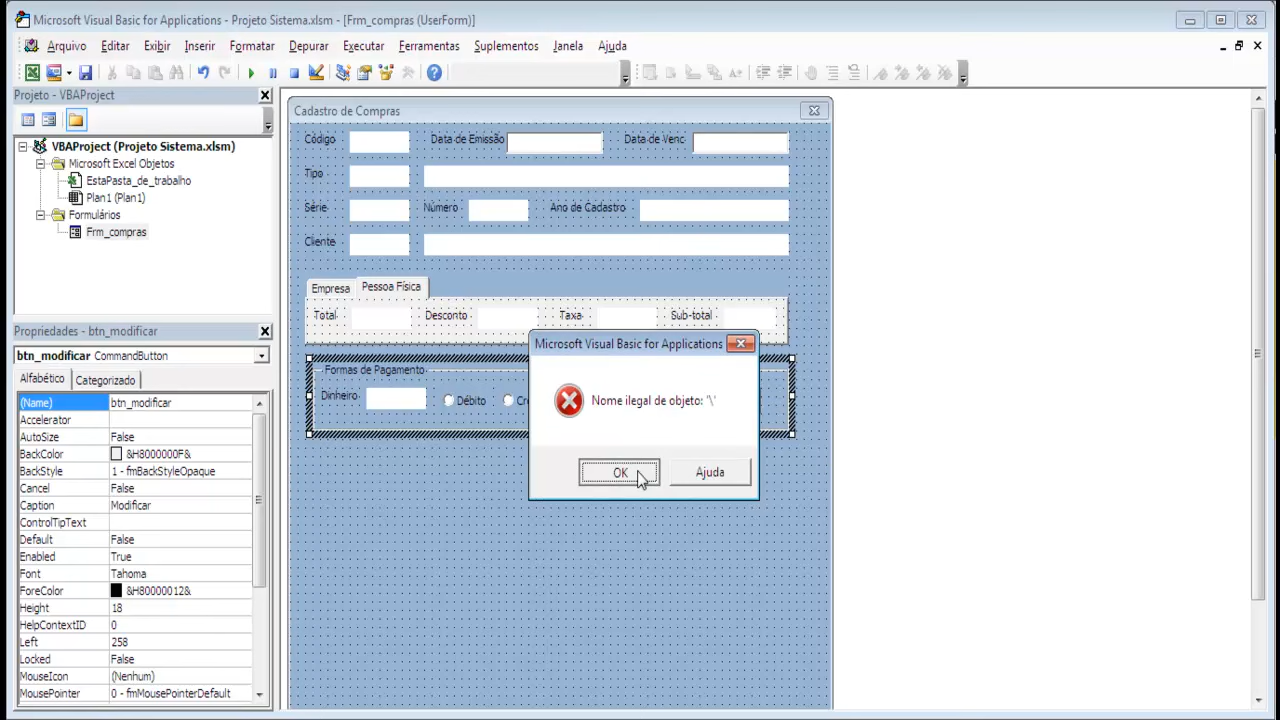 Microsoft Visual Basic for Applications - Projeto Sistema.xlsm - [Frm_compras (UserForm)]
Arquivo Editar Exibir Inserir Formatar Depurar Executar Ferramentas Suplementos Janela Ajuda
Projeto - VBAProject
VBAProject (Projeto Sistema.xlsm)
Microsoft Excel Objetos
EstaPasta_de_trabalho
Plan1 (Plan1)
Formulários
Frm_compras
Propriedades - btn_modificar
btn_modificar CommandButton
Alfabético Categorizado
(Name) btn_modificar
Accelerator
AutoSize False
BackColor &H8000000F&
BackStyle 1 - fmBackStyleOpaque
Cancel False
Caption Modificar
ControlTipText
Default False
Enabled True
Font Tahoma
ForeColor &H80000012&
Height 18
HelpContextID 0
Left 258
Locked False
MouseIcon (Nenhum)
MousePointer 0 - fmMousePointerDefault
Cadastro de Compras
Código Data de Emissão Data de Venc
Tipo
Série Número Ano de Cadastro
Cliente
Empresa Pessoa Física
Total Desconto Taxa Sub-total
Formas de Pagamento
Dinheiro Débito
Microsoft Visual Basic for Applications
Nome ilegal de objeto: '\'
OK Ajuda